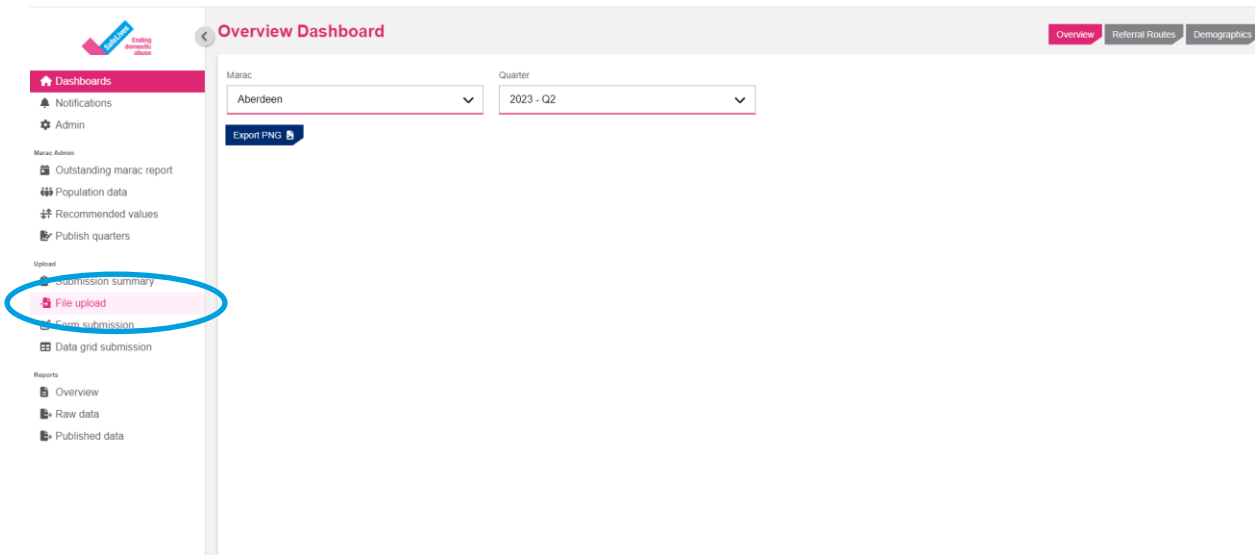 SafeLives
Ending
domestic
abuse
Overview Dashboard
Overview
Referral Routes
Demographics
Dashboards
Notifications
Admin
Marac Admin
Outstanding marac report
Population data
Recommended values
Publish quarters
Upload
Submission summary
File upload
Form submission
Data grid submission
Reports
Overview
Raw data
Published data
Marac
Quarter
Aberdeen
2023 - Q2
Export PNG